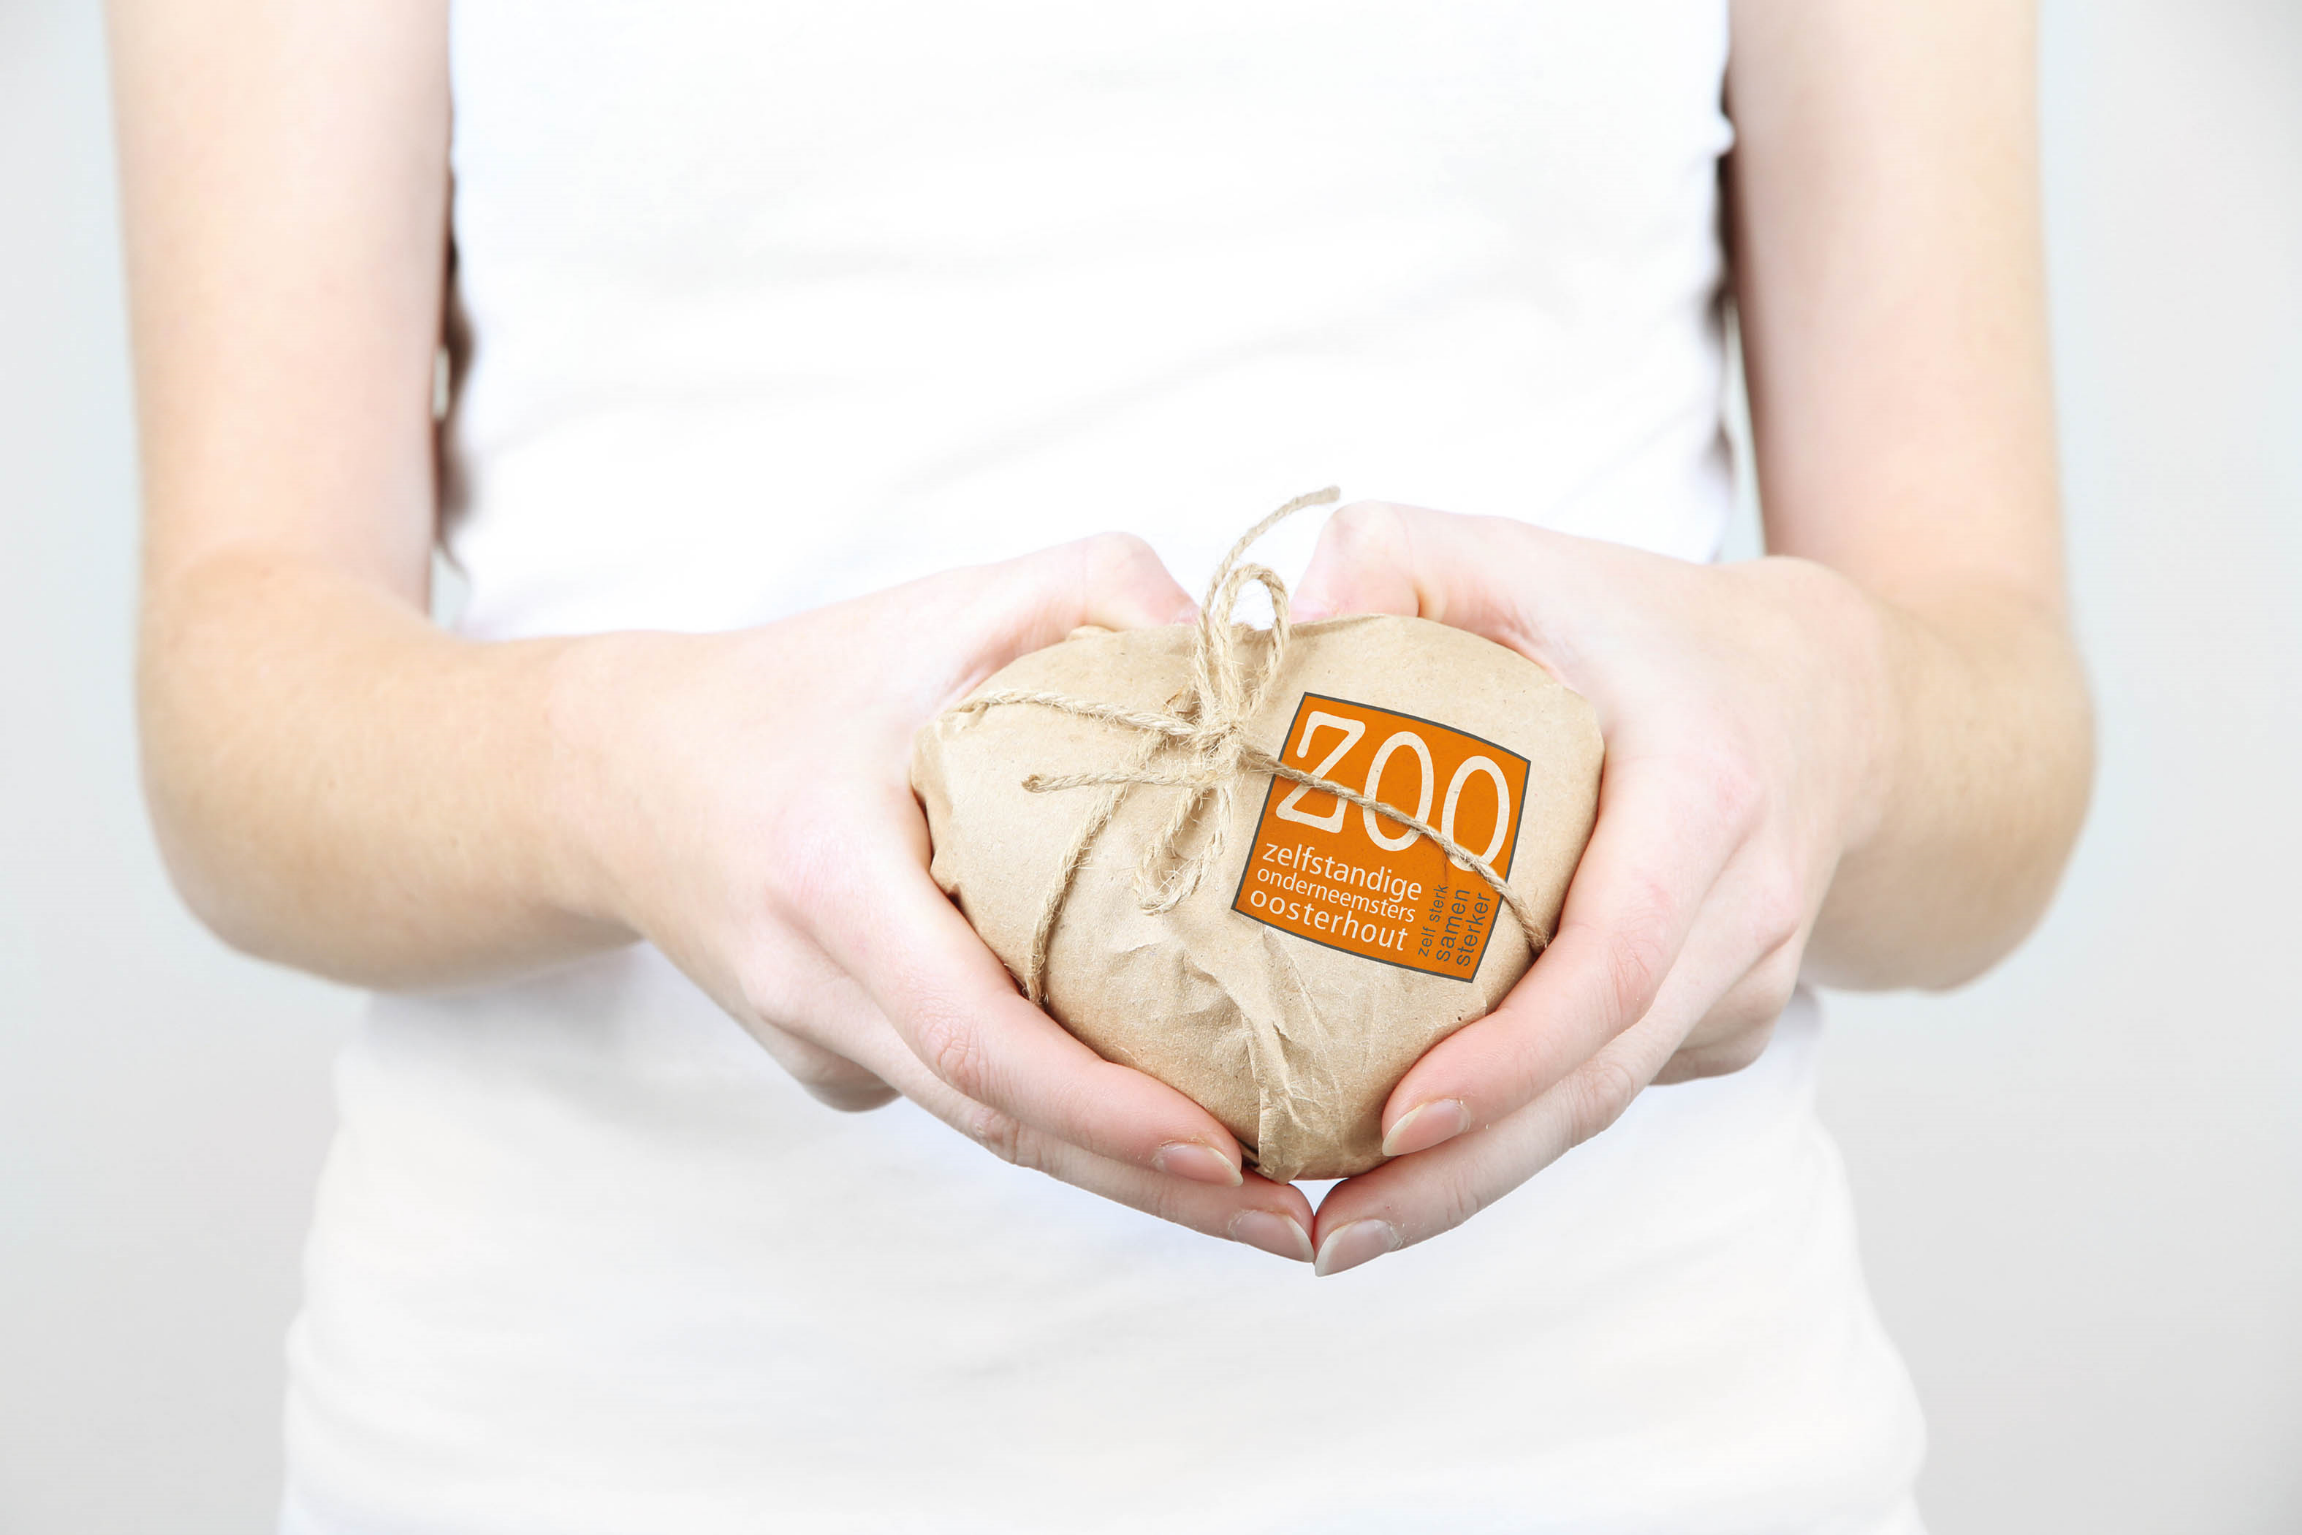 ZOO
zelfstandige
onderneemsters
oosterhout
zelf sterk
samen
sterker